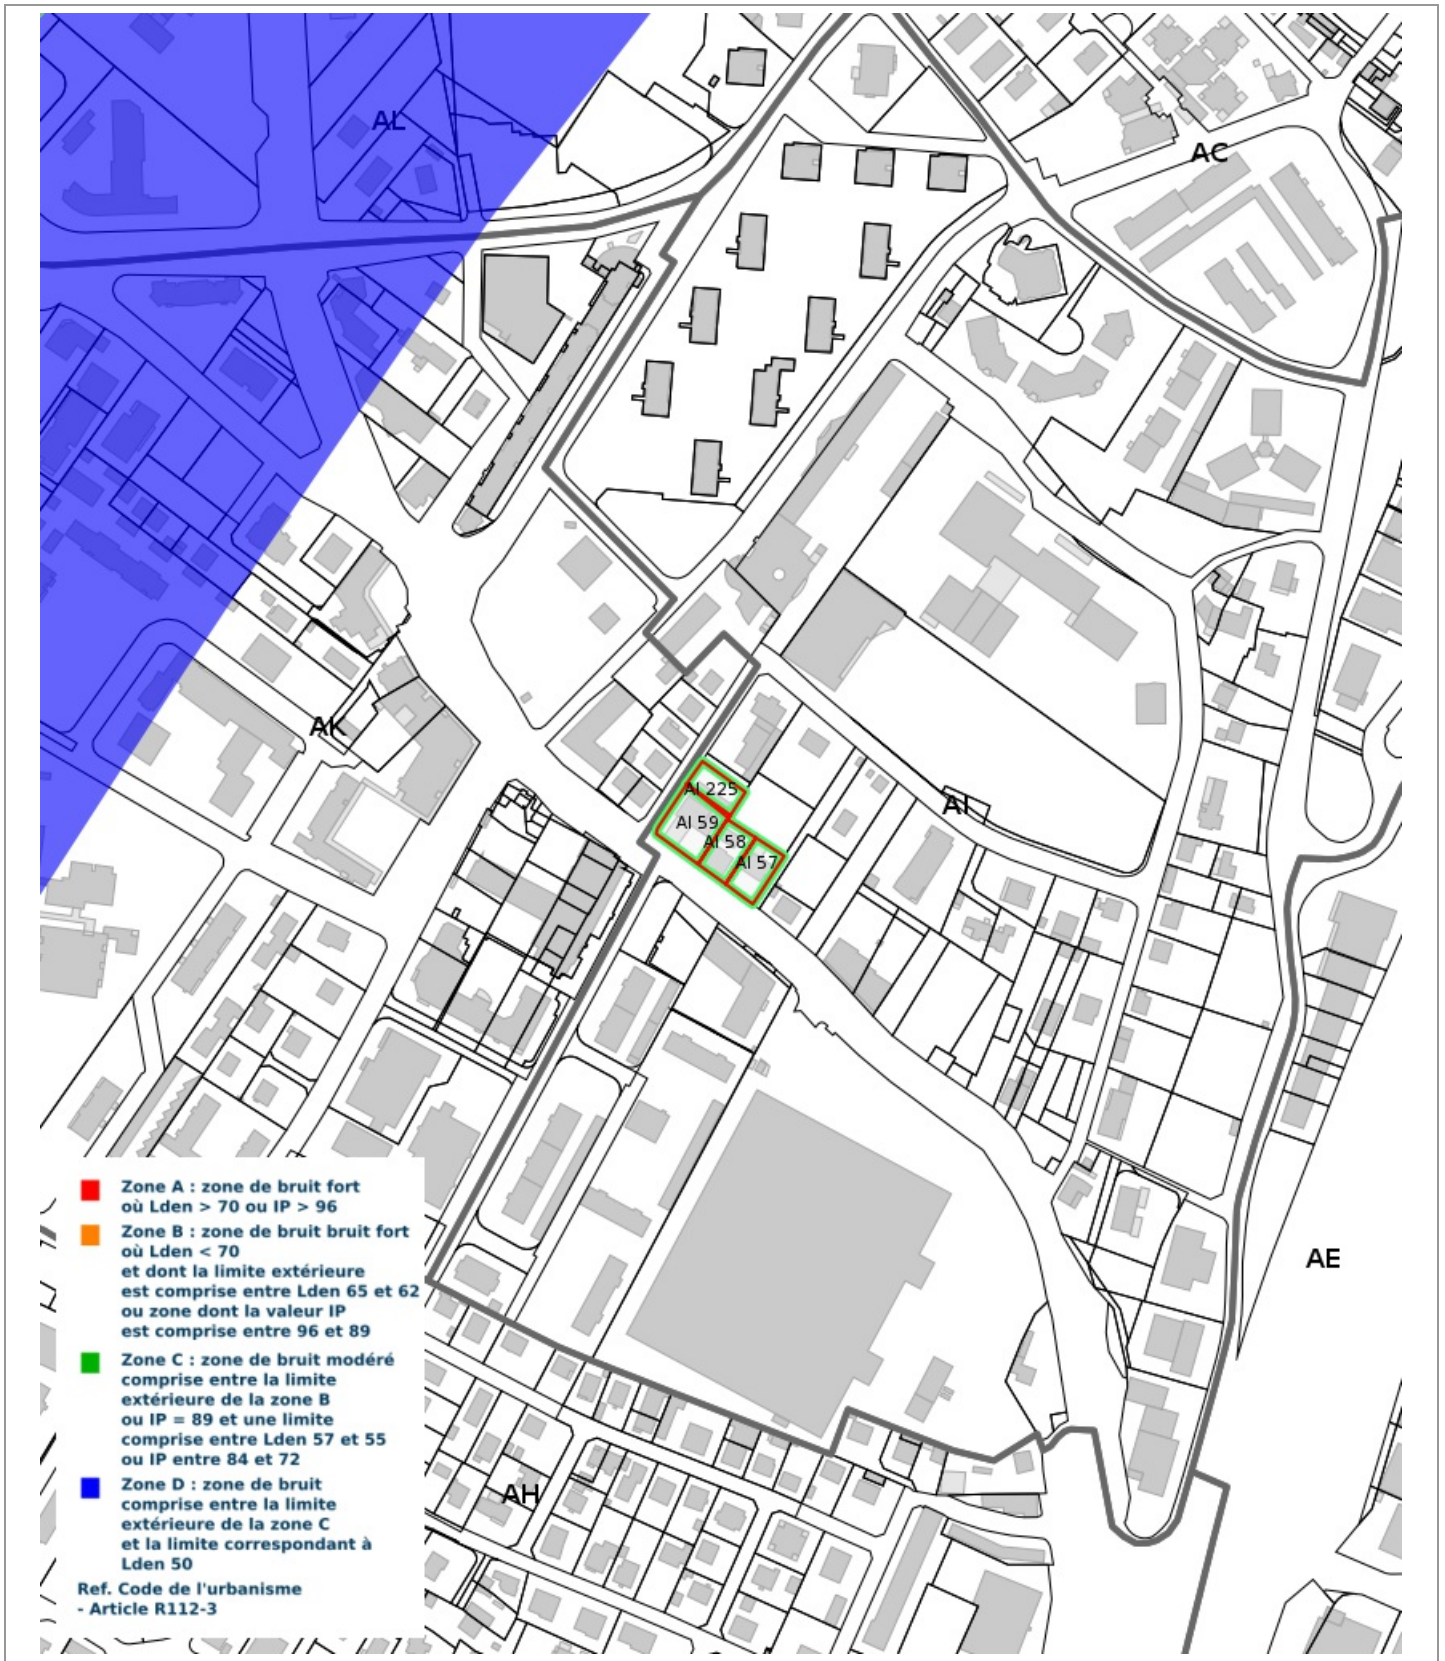 AL
AC
AK
AI 225
AI
AI 59
AI 58
AI 57
AE
AH
Zone A : zone de bruit fort
où Lden > 70 ou IP > 96
Zone B : zone de bruit bruit fort
où Lden < 70
et dont la limite extérieure
est comprise entre Lden 65 et 62
ou zone dont la valeur IP
est comprise entre 96 et 89
Zone C : zone de bruit modéré
comprise entre la limite
extérieure de la zone B
ou IP = 89 et une limite
comprise entre Lden 57 et 55
ou IP entre 84 et 72
Zone D : zone de bruit
comprise entre la limite
extérieure de la zone C
et la limite correspondant à
Lden 50
Ref. Code de l'urbanisme
- Article R112-3